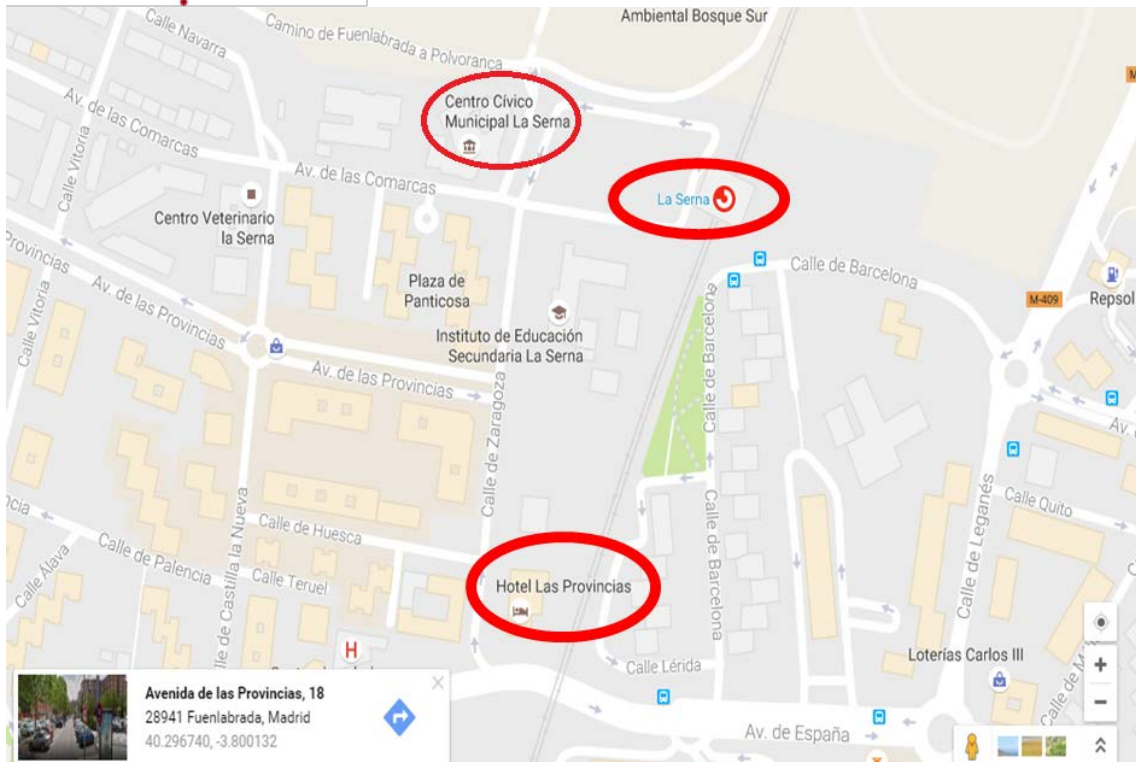 Ambiental Bosque Sur
Calle Navarra
Camino de Fuenlabrada a Polvoranca
Centro Cívico
Municipal La Serna
Av. de las Comarcas
Calle Vitoria
Av. de las Comarcas
La Serna
Centro Veterinario
la Serna
Calle de Barcelona
Provincias
Av. de las Provincias
Plaza de
Panticosa
M-409
Repsol
Calle Vitoria
Instituto de Educación
Secundaria La Serna
Calle de Barcelona
Av. de las Provincias
Calle de Zaragoza
Av.
Calle de Leganés
Calle Quito
Calle de Huesca
Calle de Barcelona
Calle de Palencia
Calle Teruel
Calle Álava
lle de Castilla la Nueva
Hotel Las Provincias
H
Calle Lérida
Loterías Carlos III
Avenida de las Provincias, 18
28941 Fuenlabrada, Madrid
40.296740, -3.800132
Av. de España